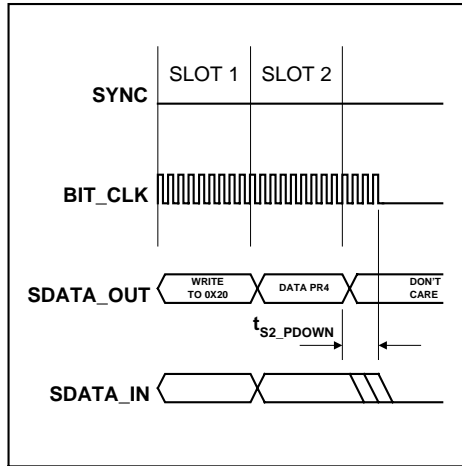 SLOT 1 SLOT 2
SYNC
BIT_CLK
SDATA_OUT
WRITE
TO 0X20
DATA PR4
DON'T
CARE
tS2_PDOWN
SDATA_IN